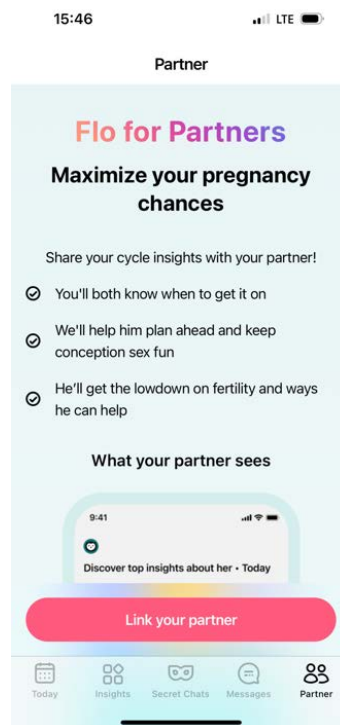 15:46
LTE
Partner
Flo for Partners
Maximize your pregnancy
chances
Share your cycle insights with your partner!
You'll both know when to get it on
We'll help him plan ahead and keep
conception sex fun
He'll get the lowdown on fertility and ways
he can help
What your partner sees
9:41
Discover top insights about her • Today
Link your partner
Today
Insights
Secret Chats
Messages
Partner